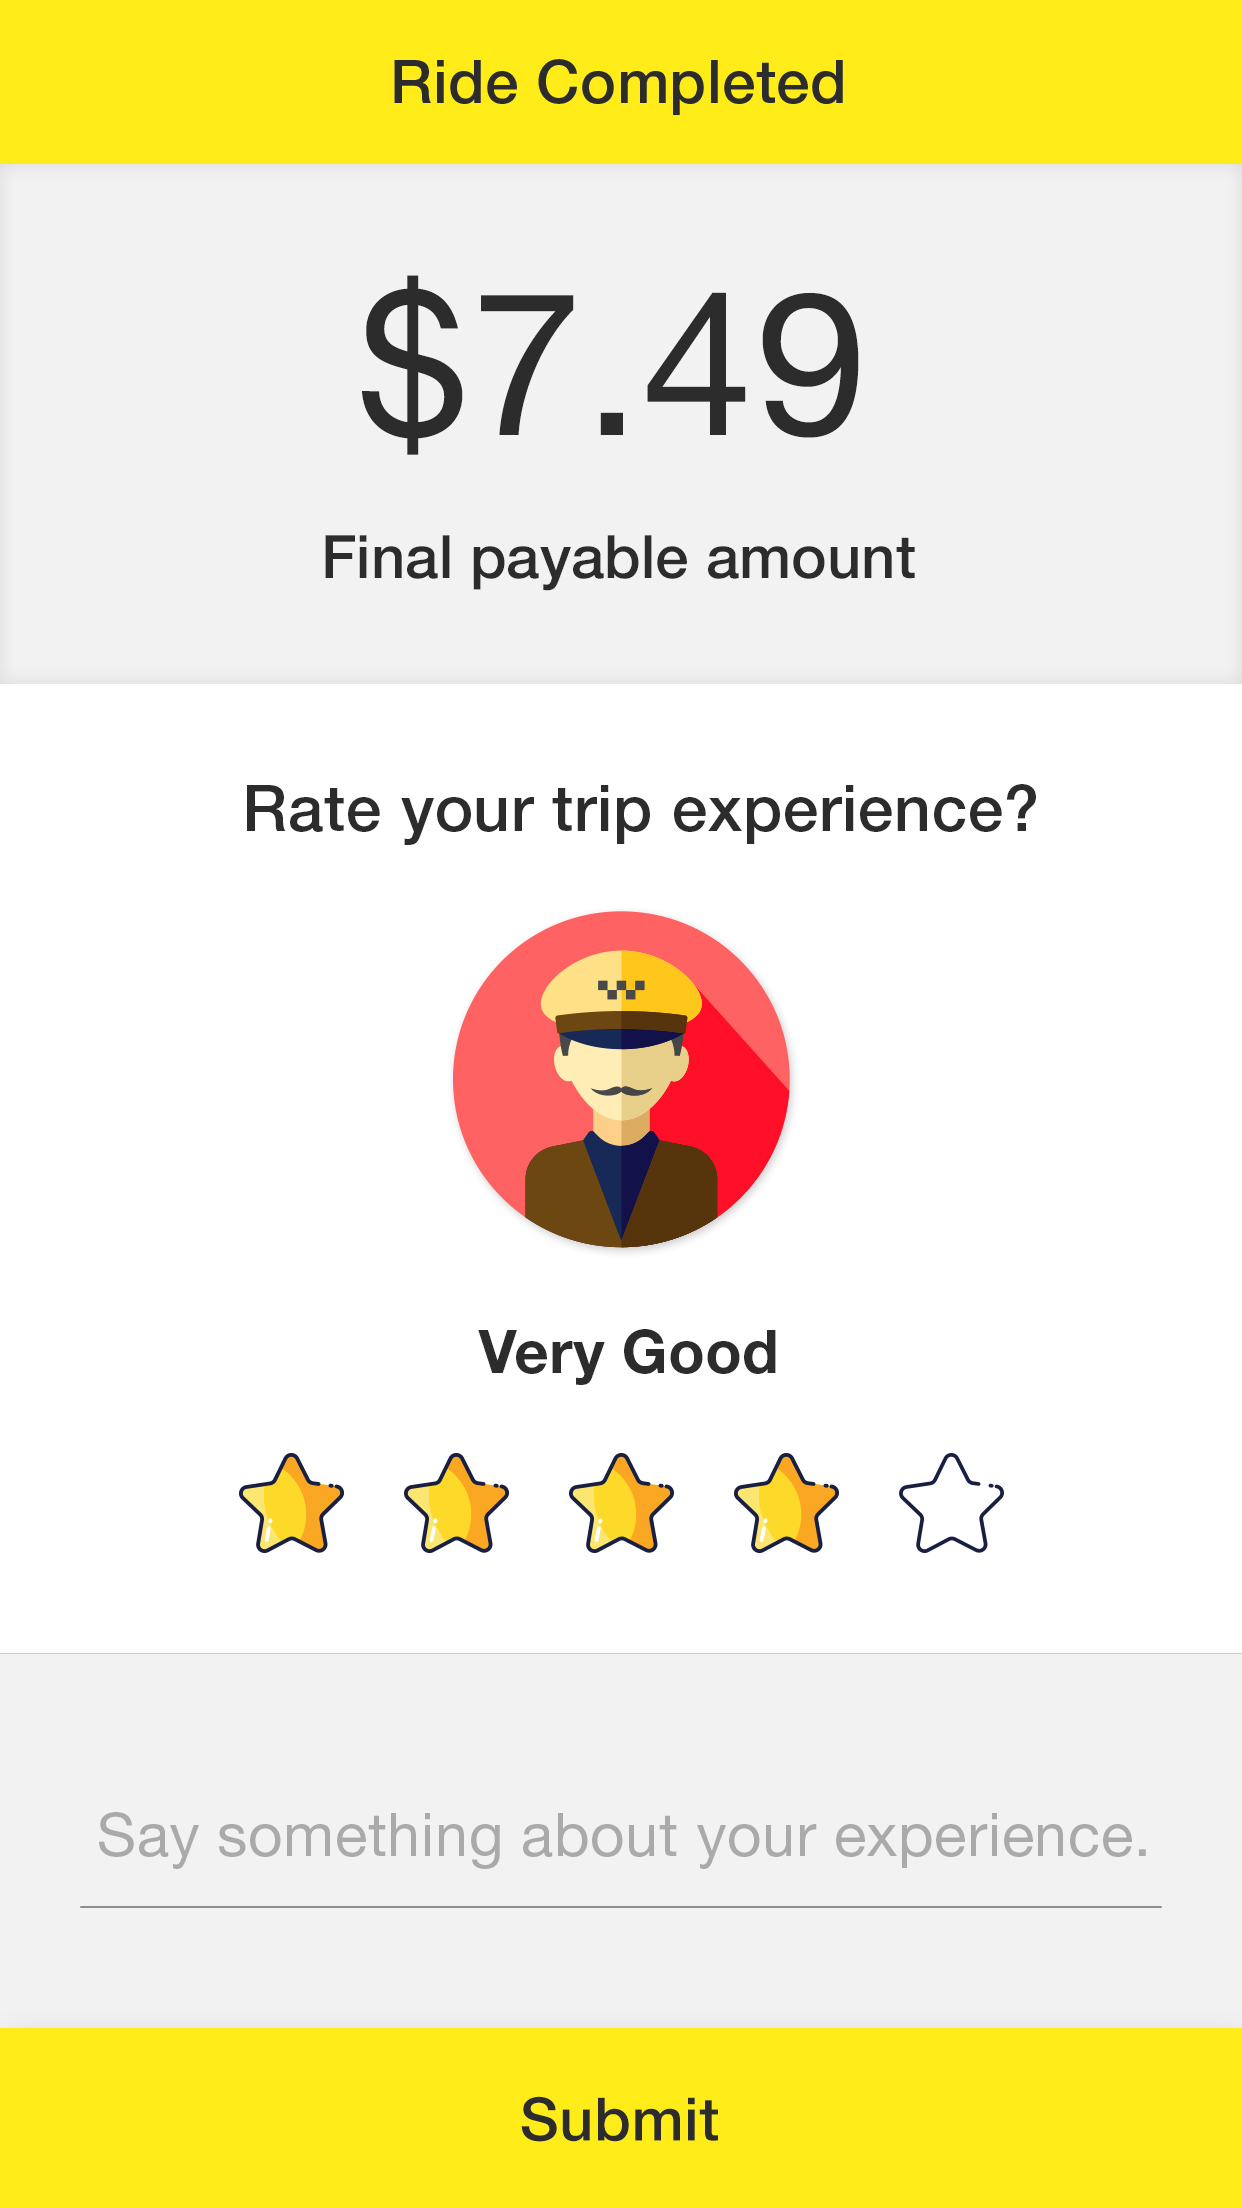 Ride Completed
$7.49
Final payable amount
Rate your trip experience?
Very Good
Say something about your experience.
Submit